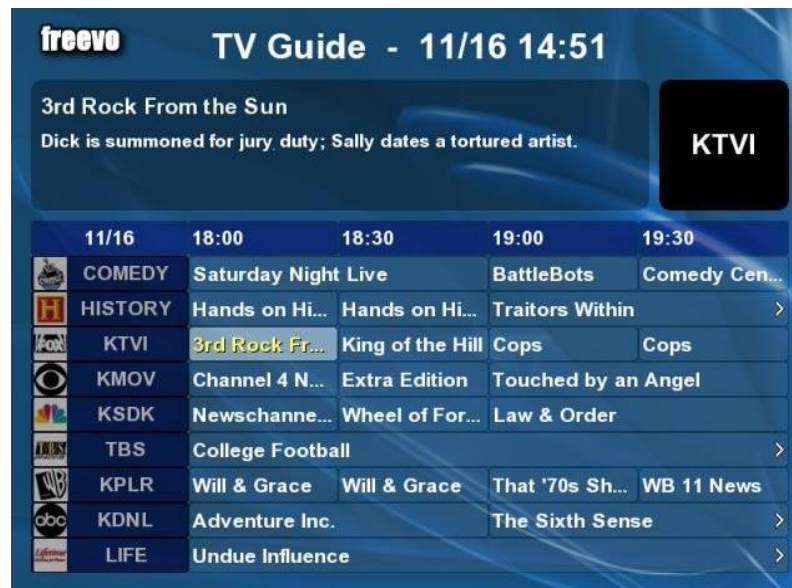 freevo
TV Guide - 11/16 14:51
3rd Rock From the Sun
Dick is summoned for jury duty; Sally dates a tortured artist.
KTVI
11/16 18:00 18:30 19:00 19:30
COMEDY Saturday Night Live BattleBots Comedy Cen...
H HISTORY Hands on Hi... Hands on Hi... Traitors Within >
FOX KTVI 3rd Rock Fr... King of the Hill Cops Cops
KMOV Channel 4 N... Extra Edition Touched by an Angel
KSDK Newschanne... Wheel of For... Law & Order
TBS College Football >
WB KPLR Will & Grace Will & Grace That '70s Sh... WB 11 News
abc KDNL Adventure Inc. The Sixth Sense >
Lifetime LIFE Undue Influence >